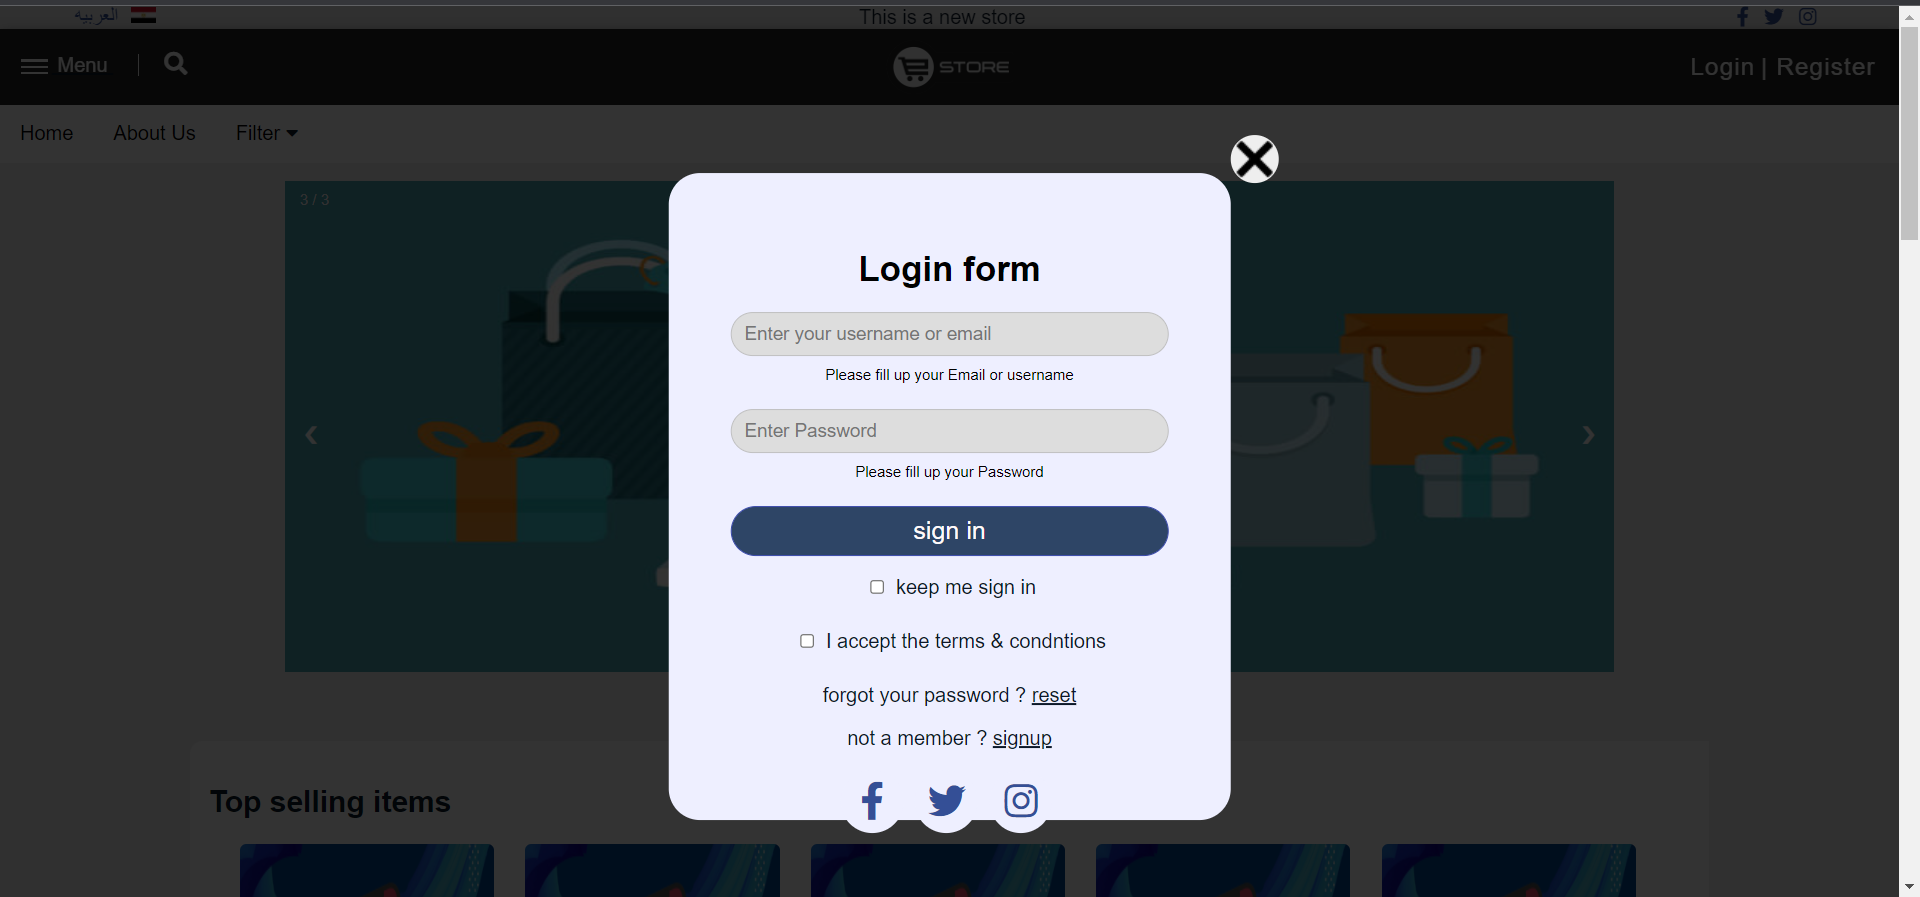 العربيه
This is a new store
Menu
STORE
Login | Register
Home About Us Filter
3 / 3
Login form
Enter your username or email
Please fill up your Email or username
Enter Password
Please fill up your Password
sign in
keep me sign in
I accept the terms & condntions
forgot your password ? reset
not a member ? signup
Top selling items